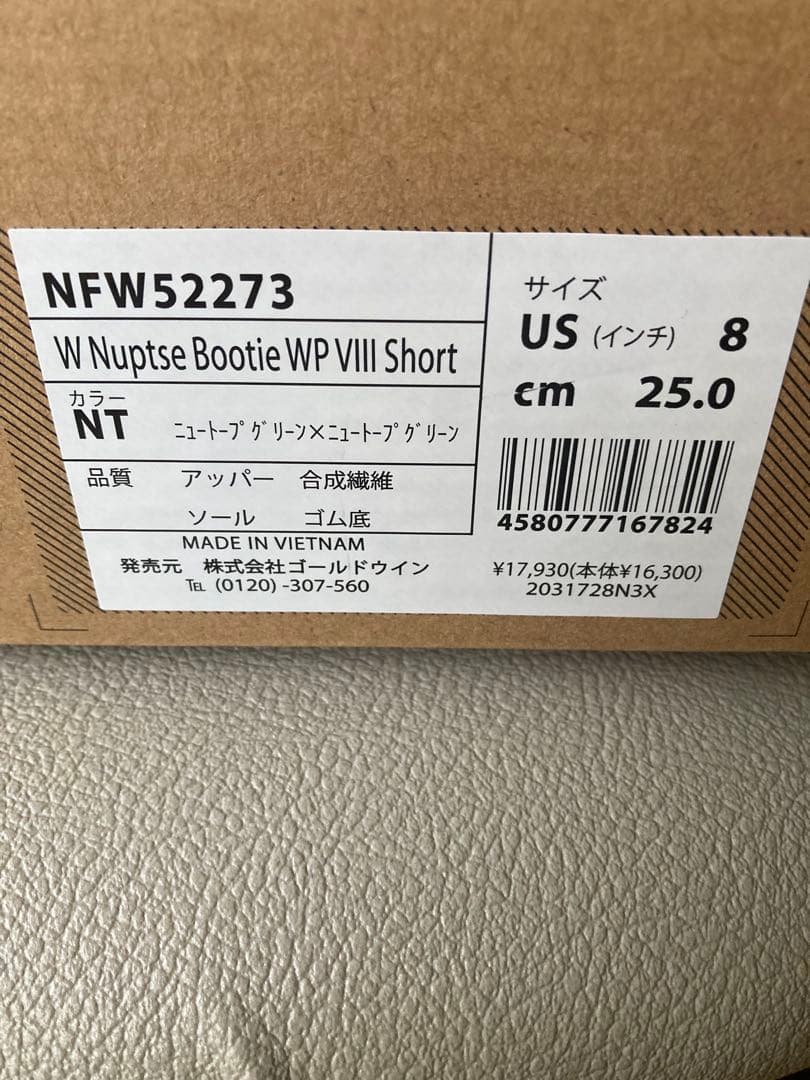 NFW52273
W Nuptse Bootie WP VIII Short
カラー
NT ﾆｭｰﾄｰﾌﾟｸﾞﾘｰﾝ×ﾆｭｰﾄｰﾌﾟｸﾞﾘｰﾝ
品質 アッパー 合成繊維
ソール ゴム底
MADE IN VIETNAM
発売元 株式会社ゴールドウイン
℡ (0120) -307-560
サイズ
US (インチ) 8
cm 25.0
4580777167824
¥17,930(本体¥16,300)
2031728N3X